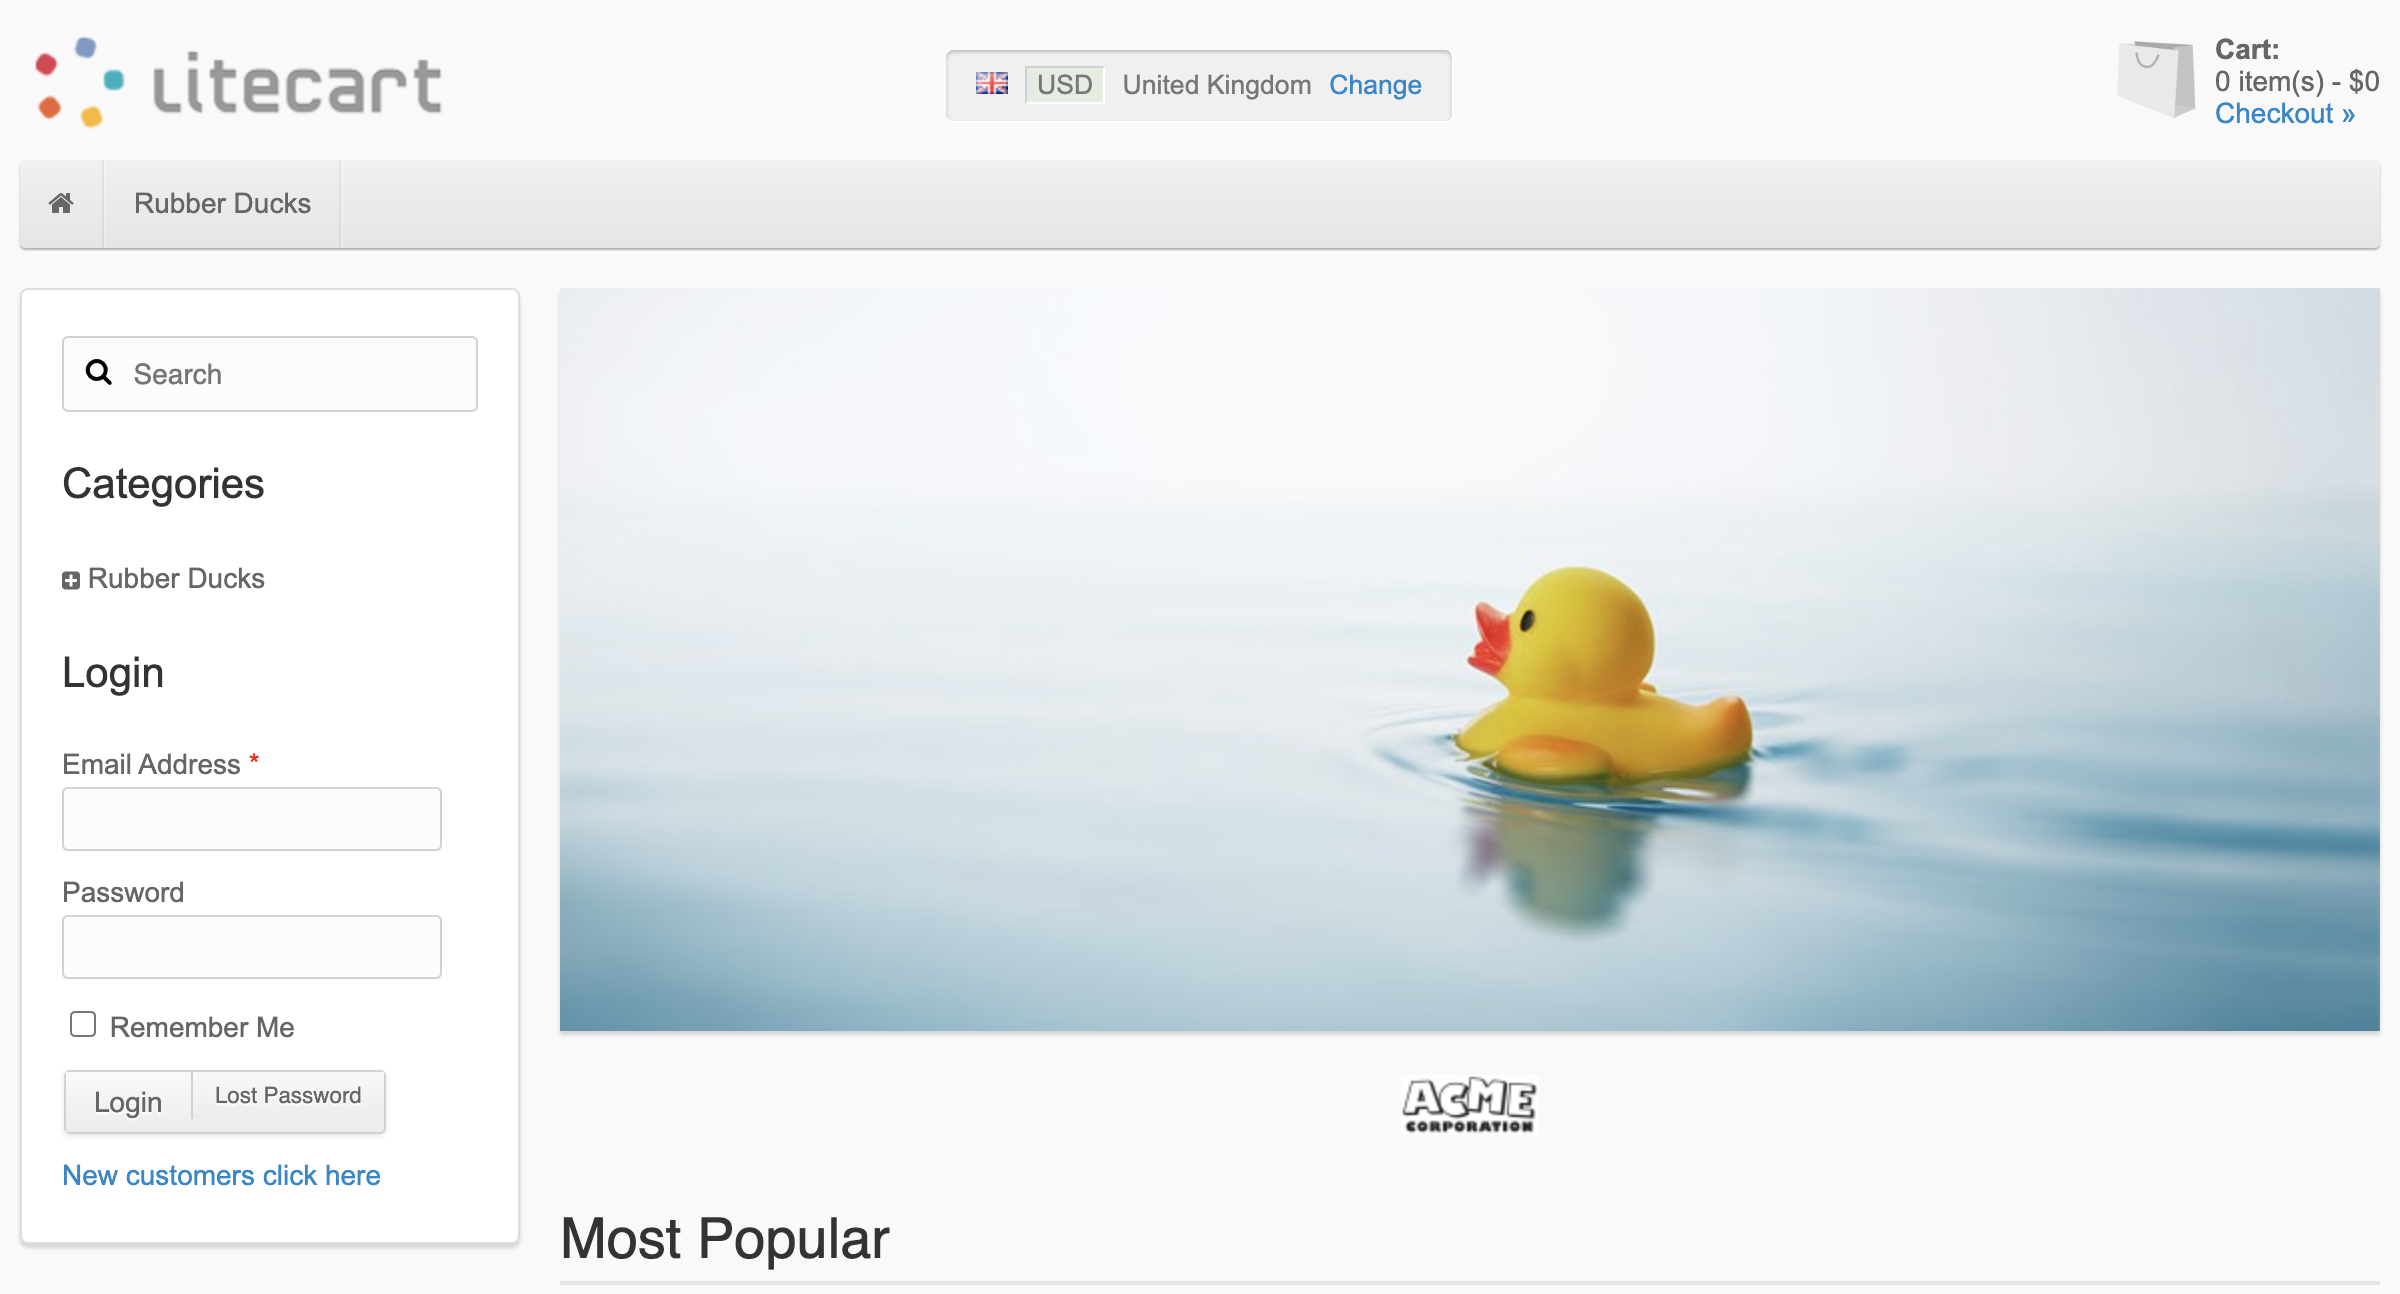 Litecart
USD United Kingdom Change
Cart:
0 item(s) - $0
Checkout »
Rubber Ducks
Search
Categories
Rubber Ducks
Login
Email Address *
Password
Remember Me
Login Lost Password
New customers click here
ACME
CORPORATION
Most Popular